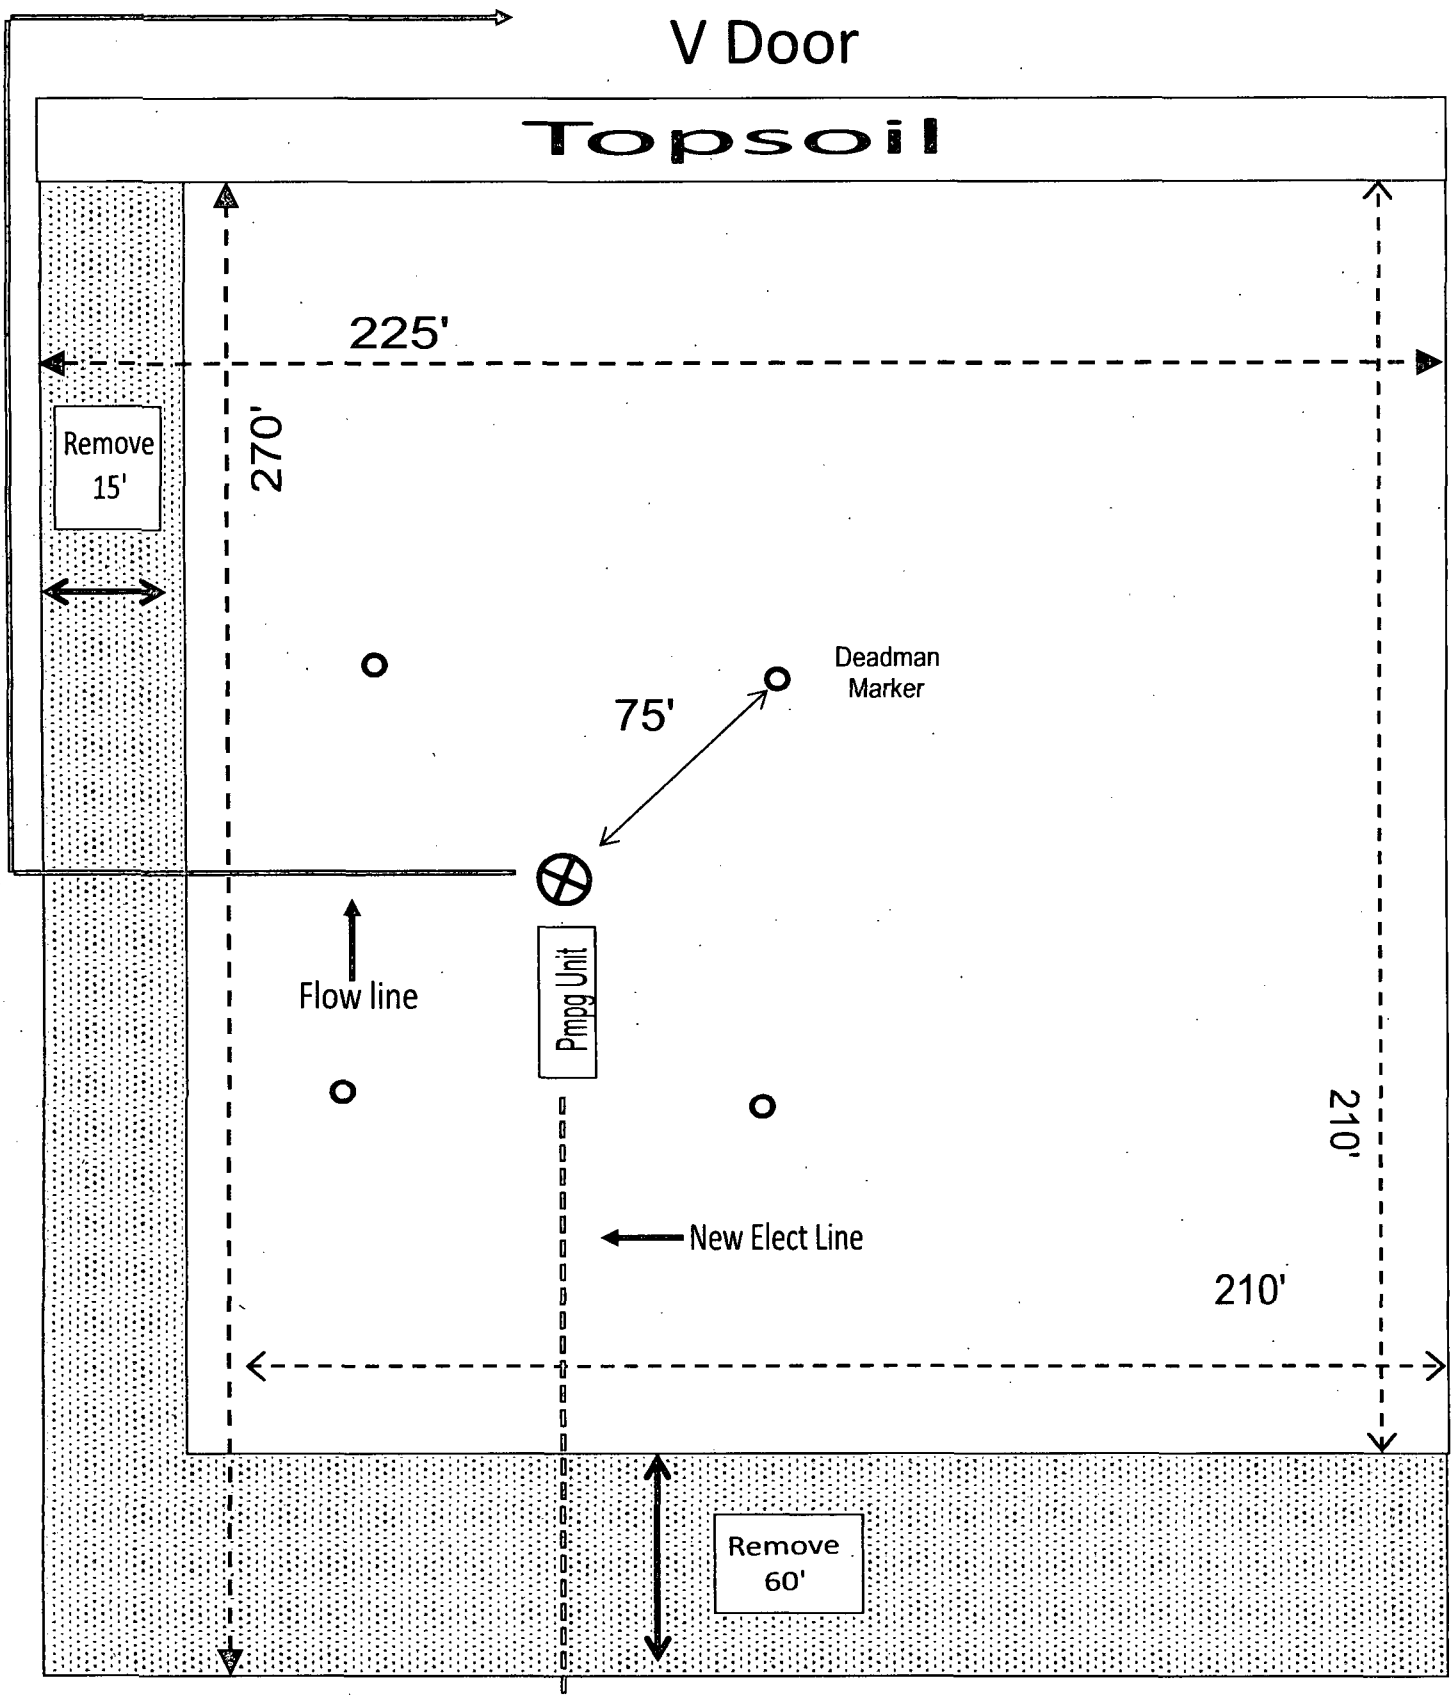 V Door
Topsoil
225'
270'
Remove
15'
Deadman
Marker
75'
Flow line
Pmpg Unit
210'
New Elect Line
210'
Remove
60'